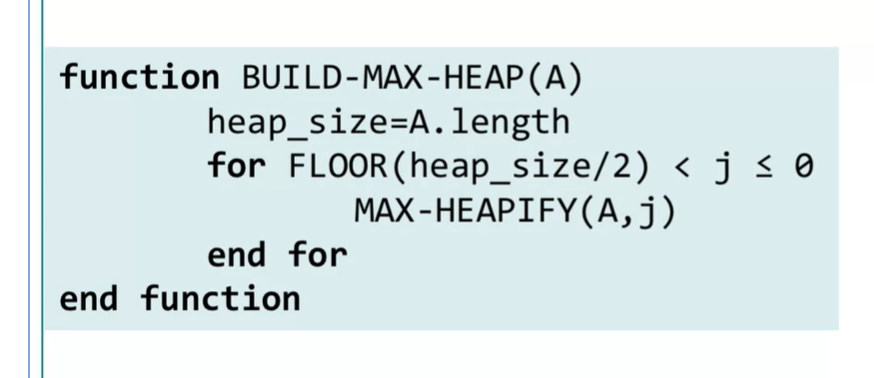 function BUILD-MAX-HEAP(A)
heap_size=A.length
for FLOOR(heap_size/2) < j ≤ 0
MAX-HEAPIFY(A,j)
end for
end function